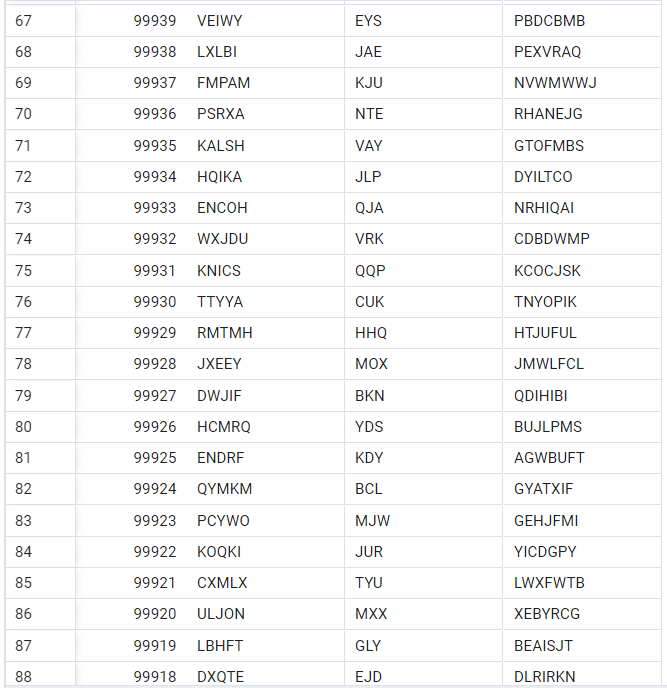 67 99939 VEIWY EYS PBDCBMB
68 99938 LXLBI JAE PEXVRAQ
69 99937 FMPAM KJU NVWMWWJ
70 99936 PSRXA NTE RHANEJG
71 99935 KALSH VAY GTOFMBS
72 99934 HQIKA JLP DYILTCO
73 99933 ENCOH QJA NRHIQAI
74 99932 WXJDU VRK CDBDWMP
75 99931 KNICS QQP KCOCJSK
76 99930 TTYYA CUK TNYOPIK
77 99929 RMTMH HHQ HTJUFUL
78 99928 JXEEY MOX JMWLFCL
79 99927 DWJIF BKN QDIHIBI
80 99926 HCMRQ YDS BUJLPMS
81 99925 ENDRF KDY AGWBUFT
82 99924 QYMKM BCL GYATXIF
83 99923 PCYWO MJW GEHJFMI
84 99922 KOQKI JUR YICDGPY
85 99921 CXMLX TYU LWXFWTB
86 99920 ULJON MXX XEBYRCG
87 99919 LBHFT GLY BEAISJT
88 99918 DXQTE EJD DLRIRKN